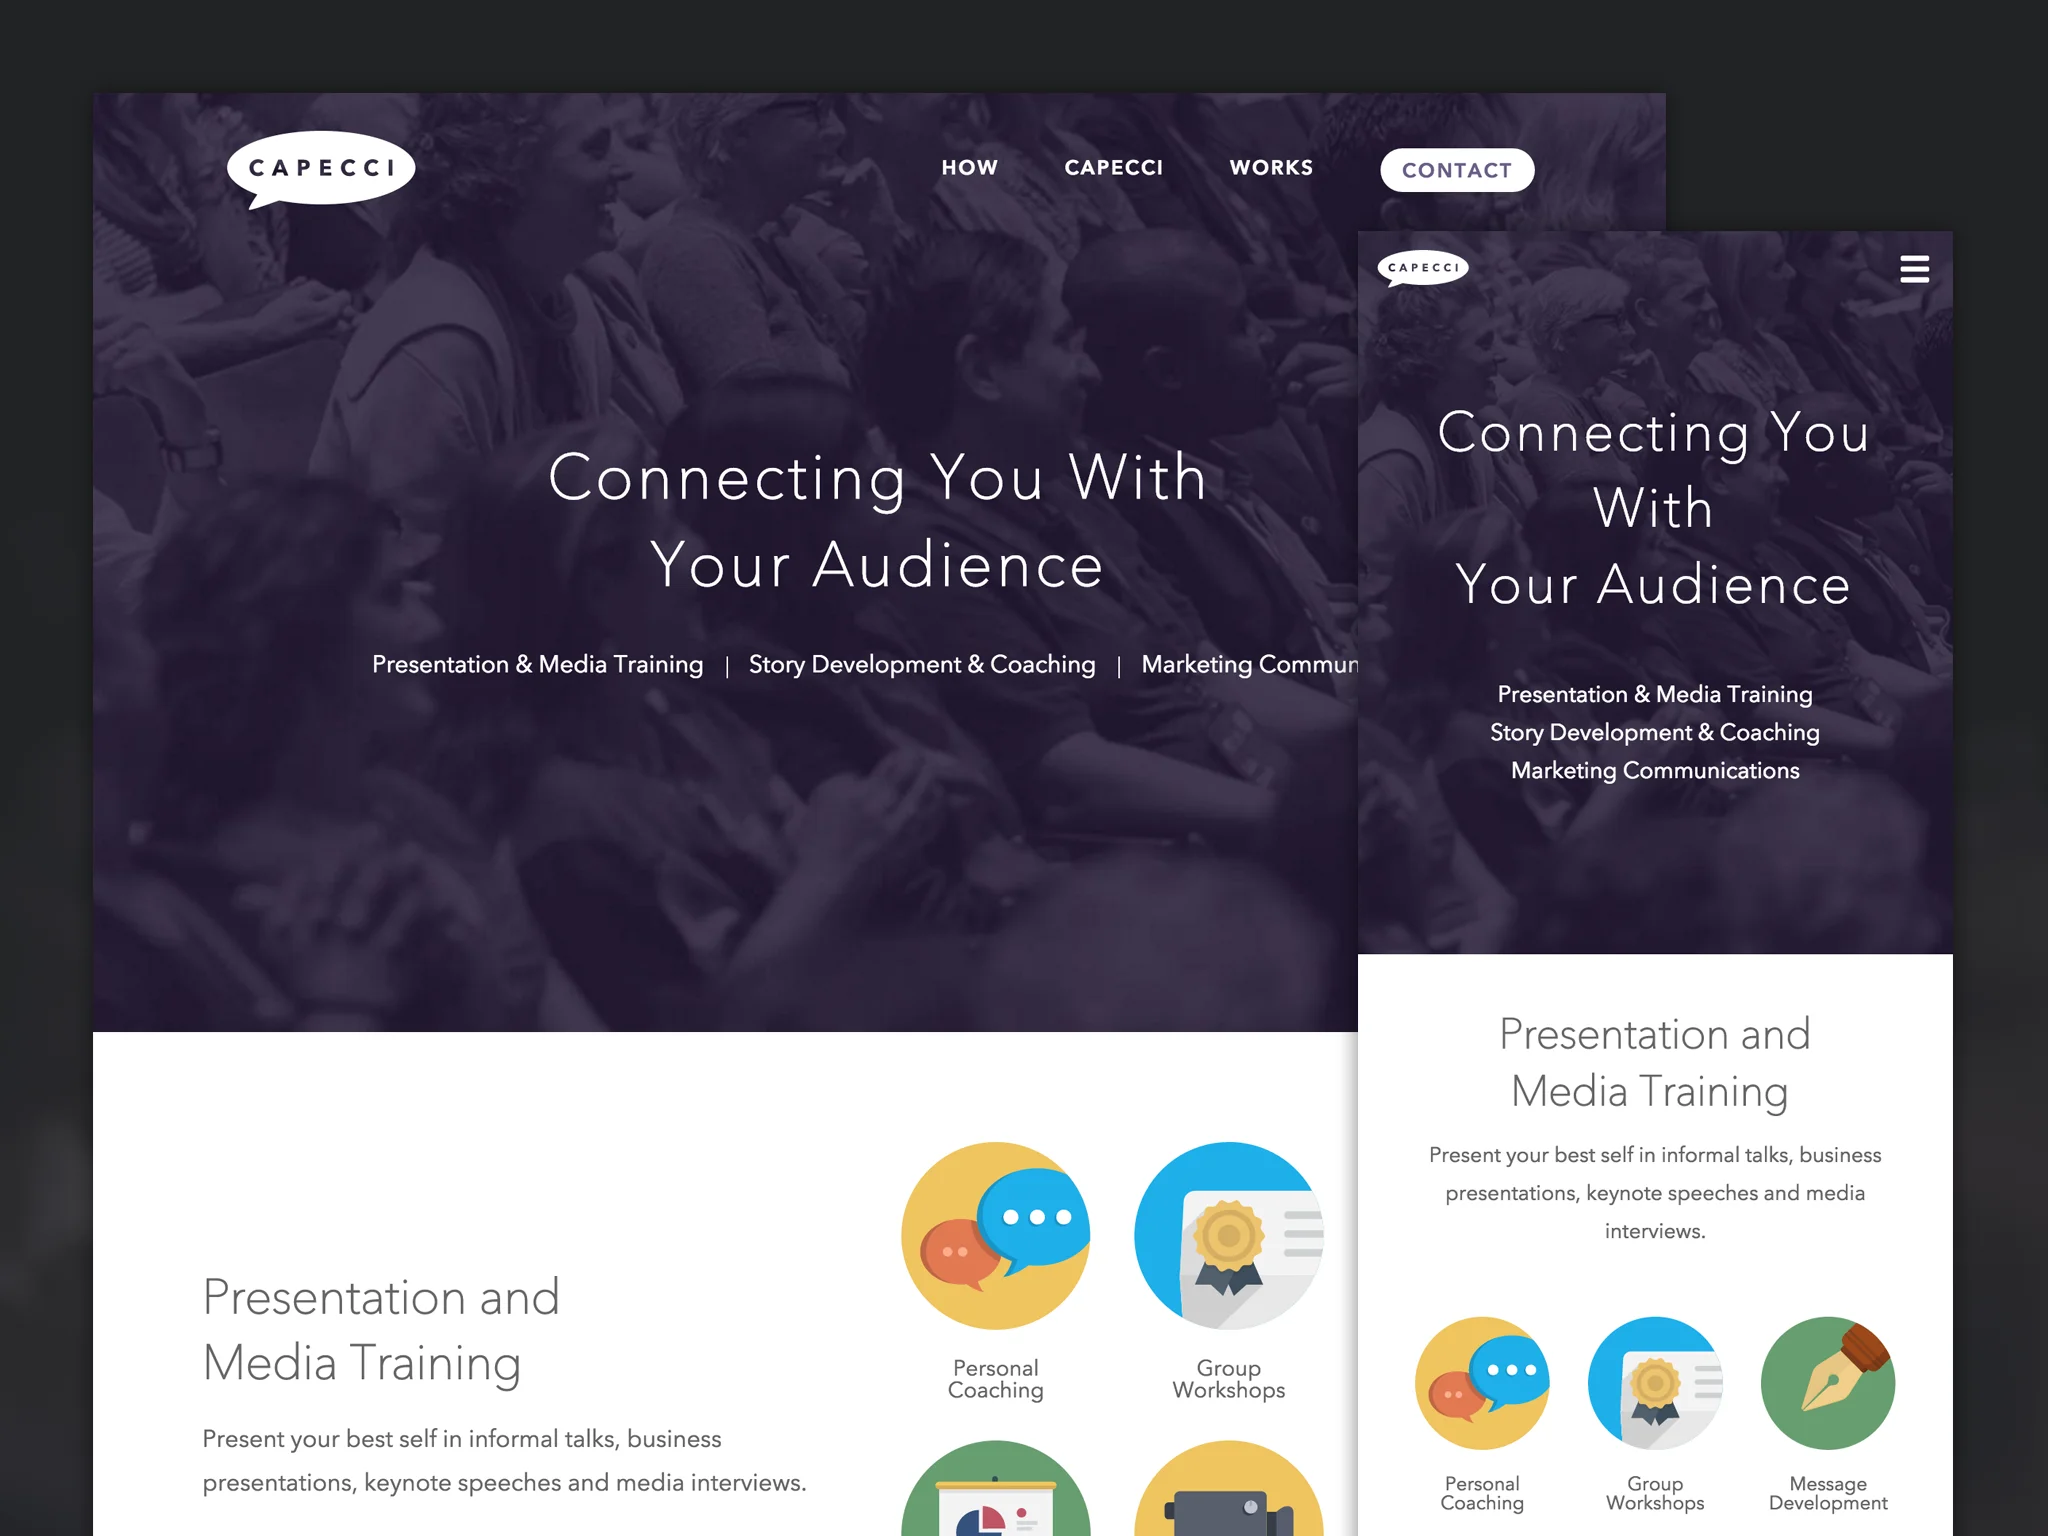 CAPECCI
HOW CAPECCI WORKS CONTACT
Connecting You With
Your Audience
Presentation & Media Training | Story Development & Coaching | Marketing
Presentation and
Media Training
Present your best self in informal talks, business
presentations, keynote speeches and media interviews.
Personal
Coaching
Group
Workshops
CAPECCI
Connecting You
With
Your Audience
Presentation & Media Training
Story Development & Coaching
Marketing Communications
Presentation and
Media Training
Present your best self in informal talks, business
presentations, keynote speeches and media
interviews.
Personal
Coaching
Group
Workshops
Message
Development